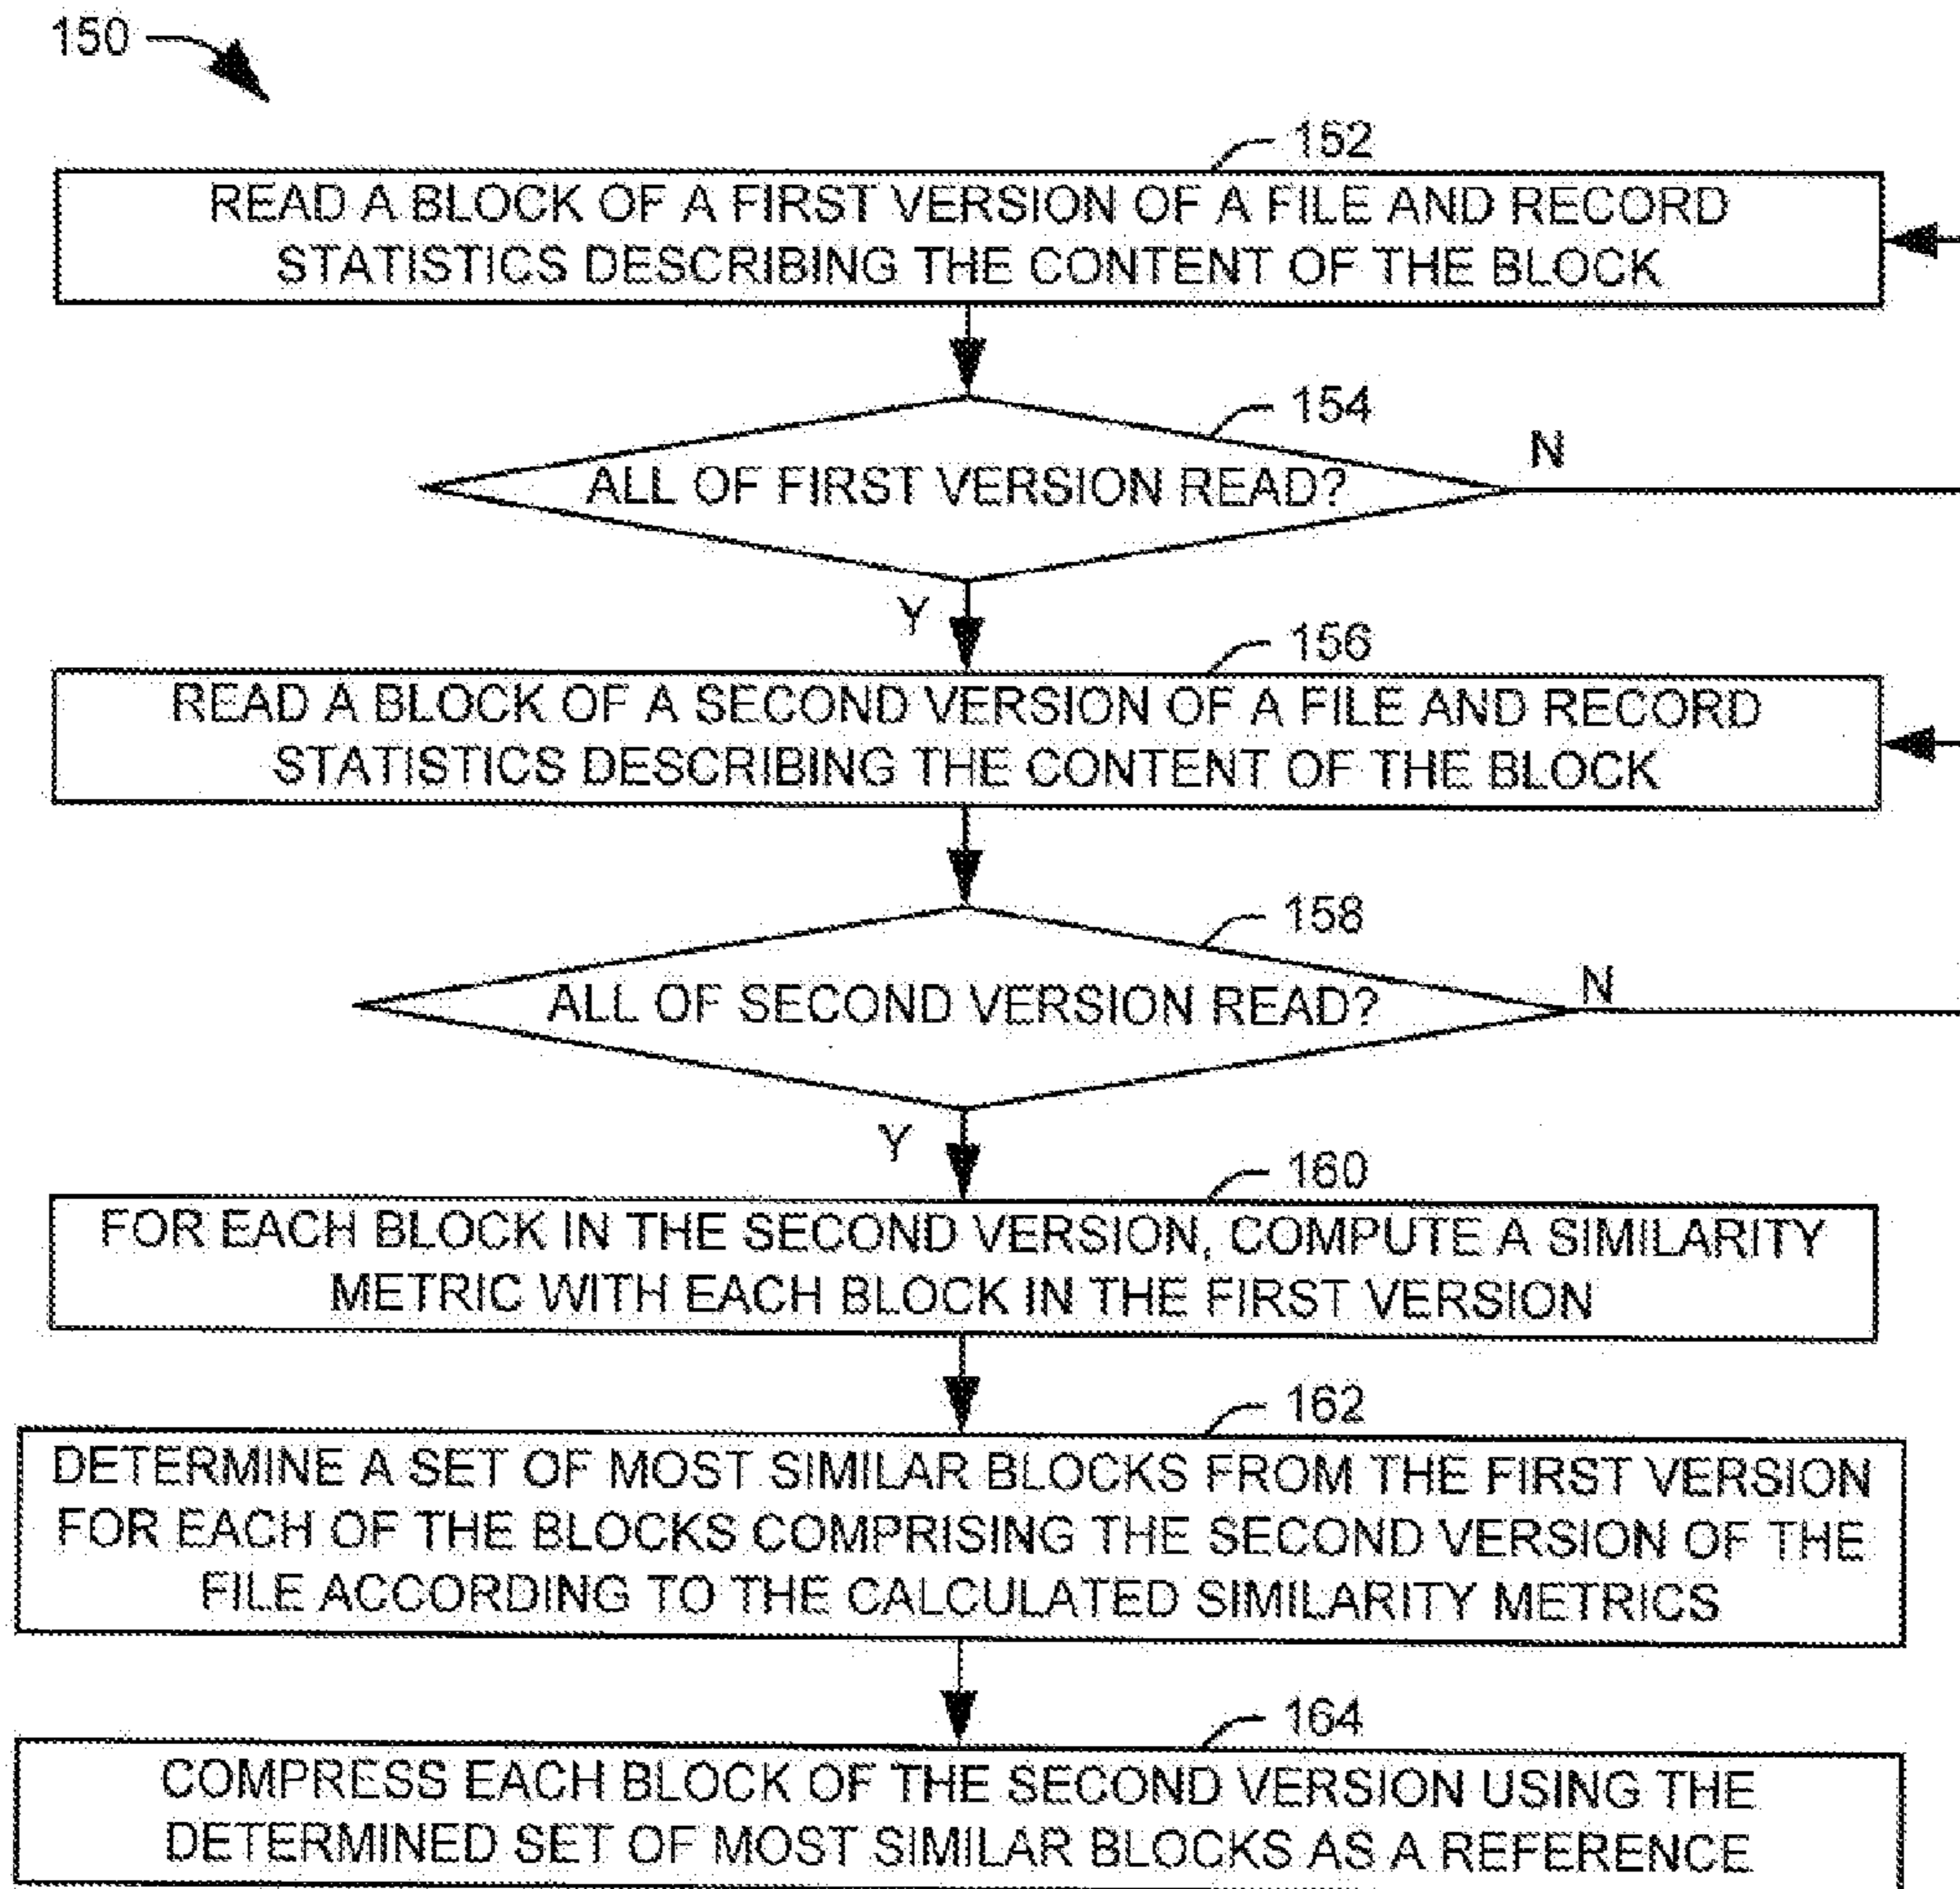 150
152
READ A BLOCK OF A FIRST VERSION OF A FILE AND RECORD
STATISTICS DESCRIBING THE CONTENT OF THE BLOCK
154
N
ALL OF FIRST VERSION READ?
Y
156
READ A BLOCK OF A SECOND VERSION OF A FILE AND RECORD
STATISTICS DESCRIBING THE CONTENT OF THE BLOCK
158
N
ALL OF SECOND VERSION READ?
Y
160
FOR EACH BLOCK IN THE SECOND VERSION, COMPUTE A SIMILARITY
METRIC WITH EACH BLOCK IN THE FIRST VERSION
162
DETERMINE A SET OF MOST SIMILAR BLOCKS FROM THE FIRST VERSION
FOR EACH OF THE BLOCKS COMPRISING THE SECOND VERSION OF THE
FILE ACCORDING TO THE CALCULATED SIMILARITY METRICS
164
COMPRESS EACH BLOCK OF THE SECOND VERSION USING THE
DETERMINED SET OF MOST SIMILAR BLOCKS AS A REFERENCE